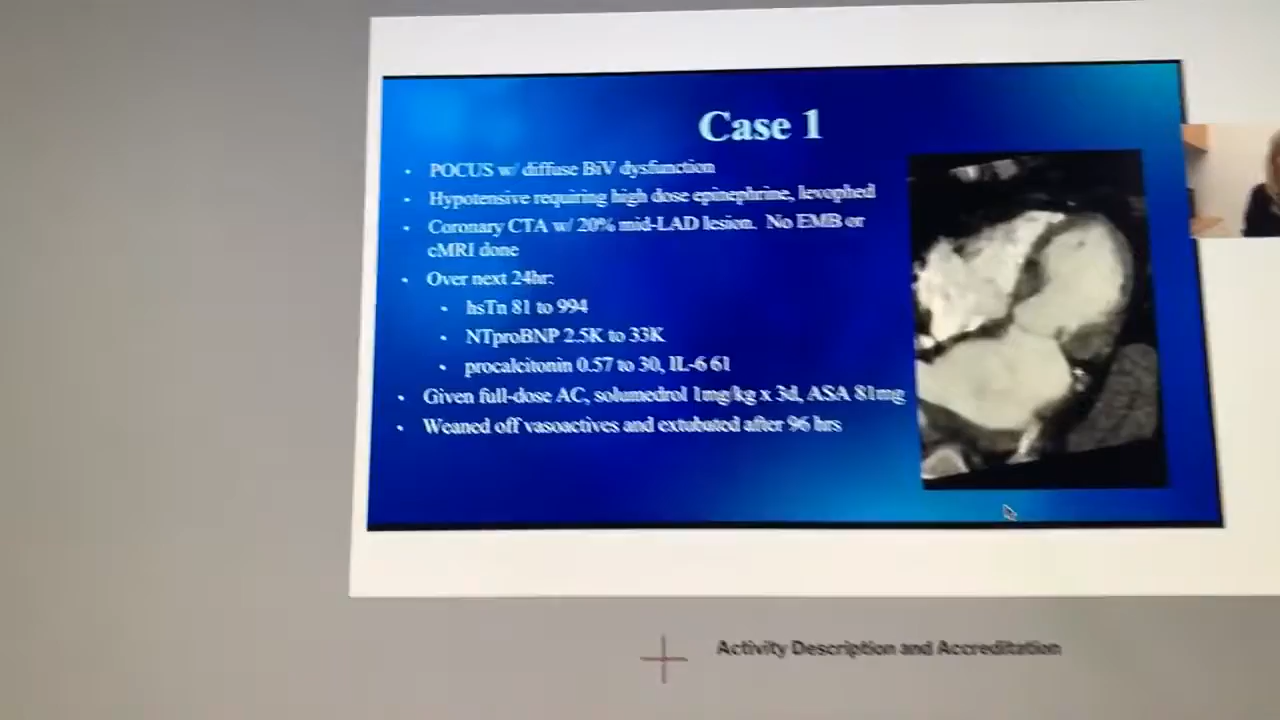 Case 1
• POCUS w/ diffuse BiV dysfunction
• Hypotensive requiring high dose epinephrine, levophed
• Coronary CTA w/ 20% mid-LAD lesion. No EMB or
cMRI done
• Over next 24hr:
• hsTn 81 to 994
• NTproBNP 2.5K to 33K
• procalcitonin 0.57 to 30, IL-6 61
• Given full-dose AC, solumedrol 1mg/kg x 3d, ASA 81mg
• Weaned off vasoactives and extubated after 96 hrs
Activity Description and Accreditation